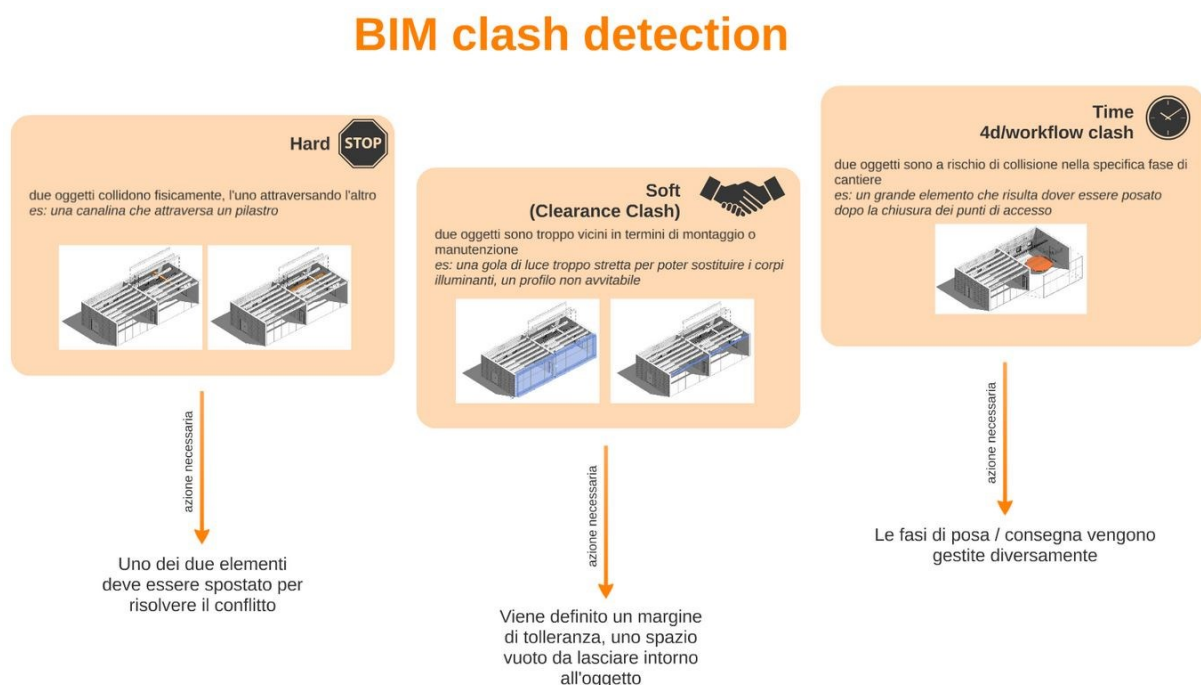 BIM clash detection
Hard
STOP
due oggetti collidono fisicamente, l'uno attraversando l'altro
es: una canalina che attraversa un pilastro
azione necessaria
Uno dei due elementi
deve essere spostato per
risolvere il conflitto
Soft
(Clearance Clash)
due oggetti sono troppo vicini in termini di montaggio o
manutenzione
es: una gola di luce troppo stretta per poter sostituire i corpi
illuminanti, un profilo non avvitabile
azione necessaria
Viene definito un margine
di tolleranza, uno spazio
vuoto da lasciare intorno
all'oggetto
Time
4d/workflow clash
due oggetti sono a rischio di collisione nella specifica fase di
cantiere
es: un grande elemento che risulta dover essere posato
dopo la chiusura dei punti di accesso
azione necessaria
Le fasi di posa / consegna vengono
gestite diversamente